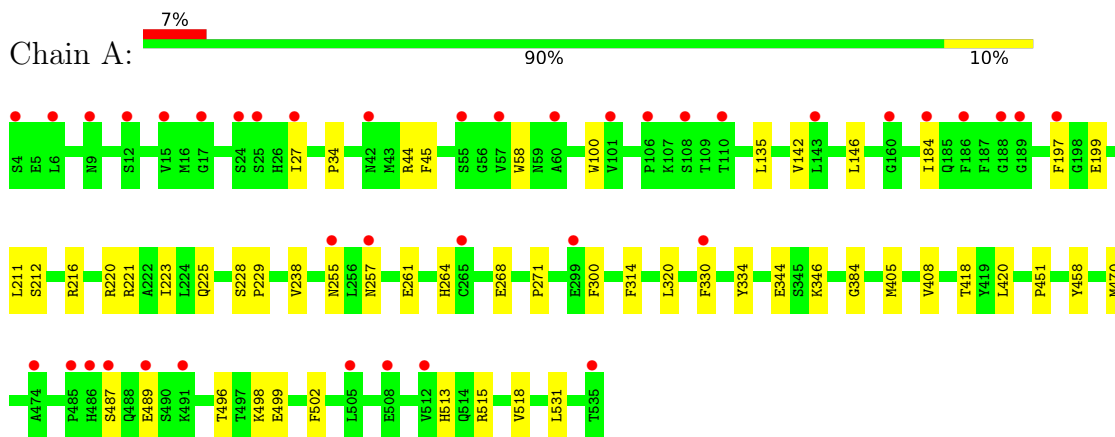 7%
Chain A:
90% 10%
S4 E5 L6 N9 S12 V15 M16 G17 S24 S25 H26 I27 P34 N42 M43 R44 F45 S55 G56 V57 W58 N59 A60 W100 V101 P106 K107 S108 T109 T110 L135 V142 L143 L146 G160 I184 Q185 F186 F187 G188 G189 F197 G198 E199
L211 S212 R216 R220 R221 A222 I223 L224 Q225 S228 P229 V238 N255 L256 N257 E261 H264 C265 E268 P271 E299 F300 F314 L320 F330 Y334 E344 S345 K346 G384 M405 V408 T418 Y419 L420 P451 Y458 M470
A474 P485 H486 S487 Q488 E489 S490 K491 T496 T497 K498 E499 F502 L505 E508 V512 H513 Q514 R515 V518 L531 T535